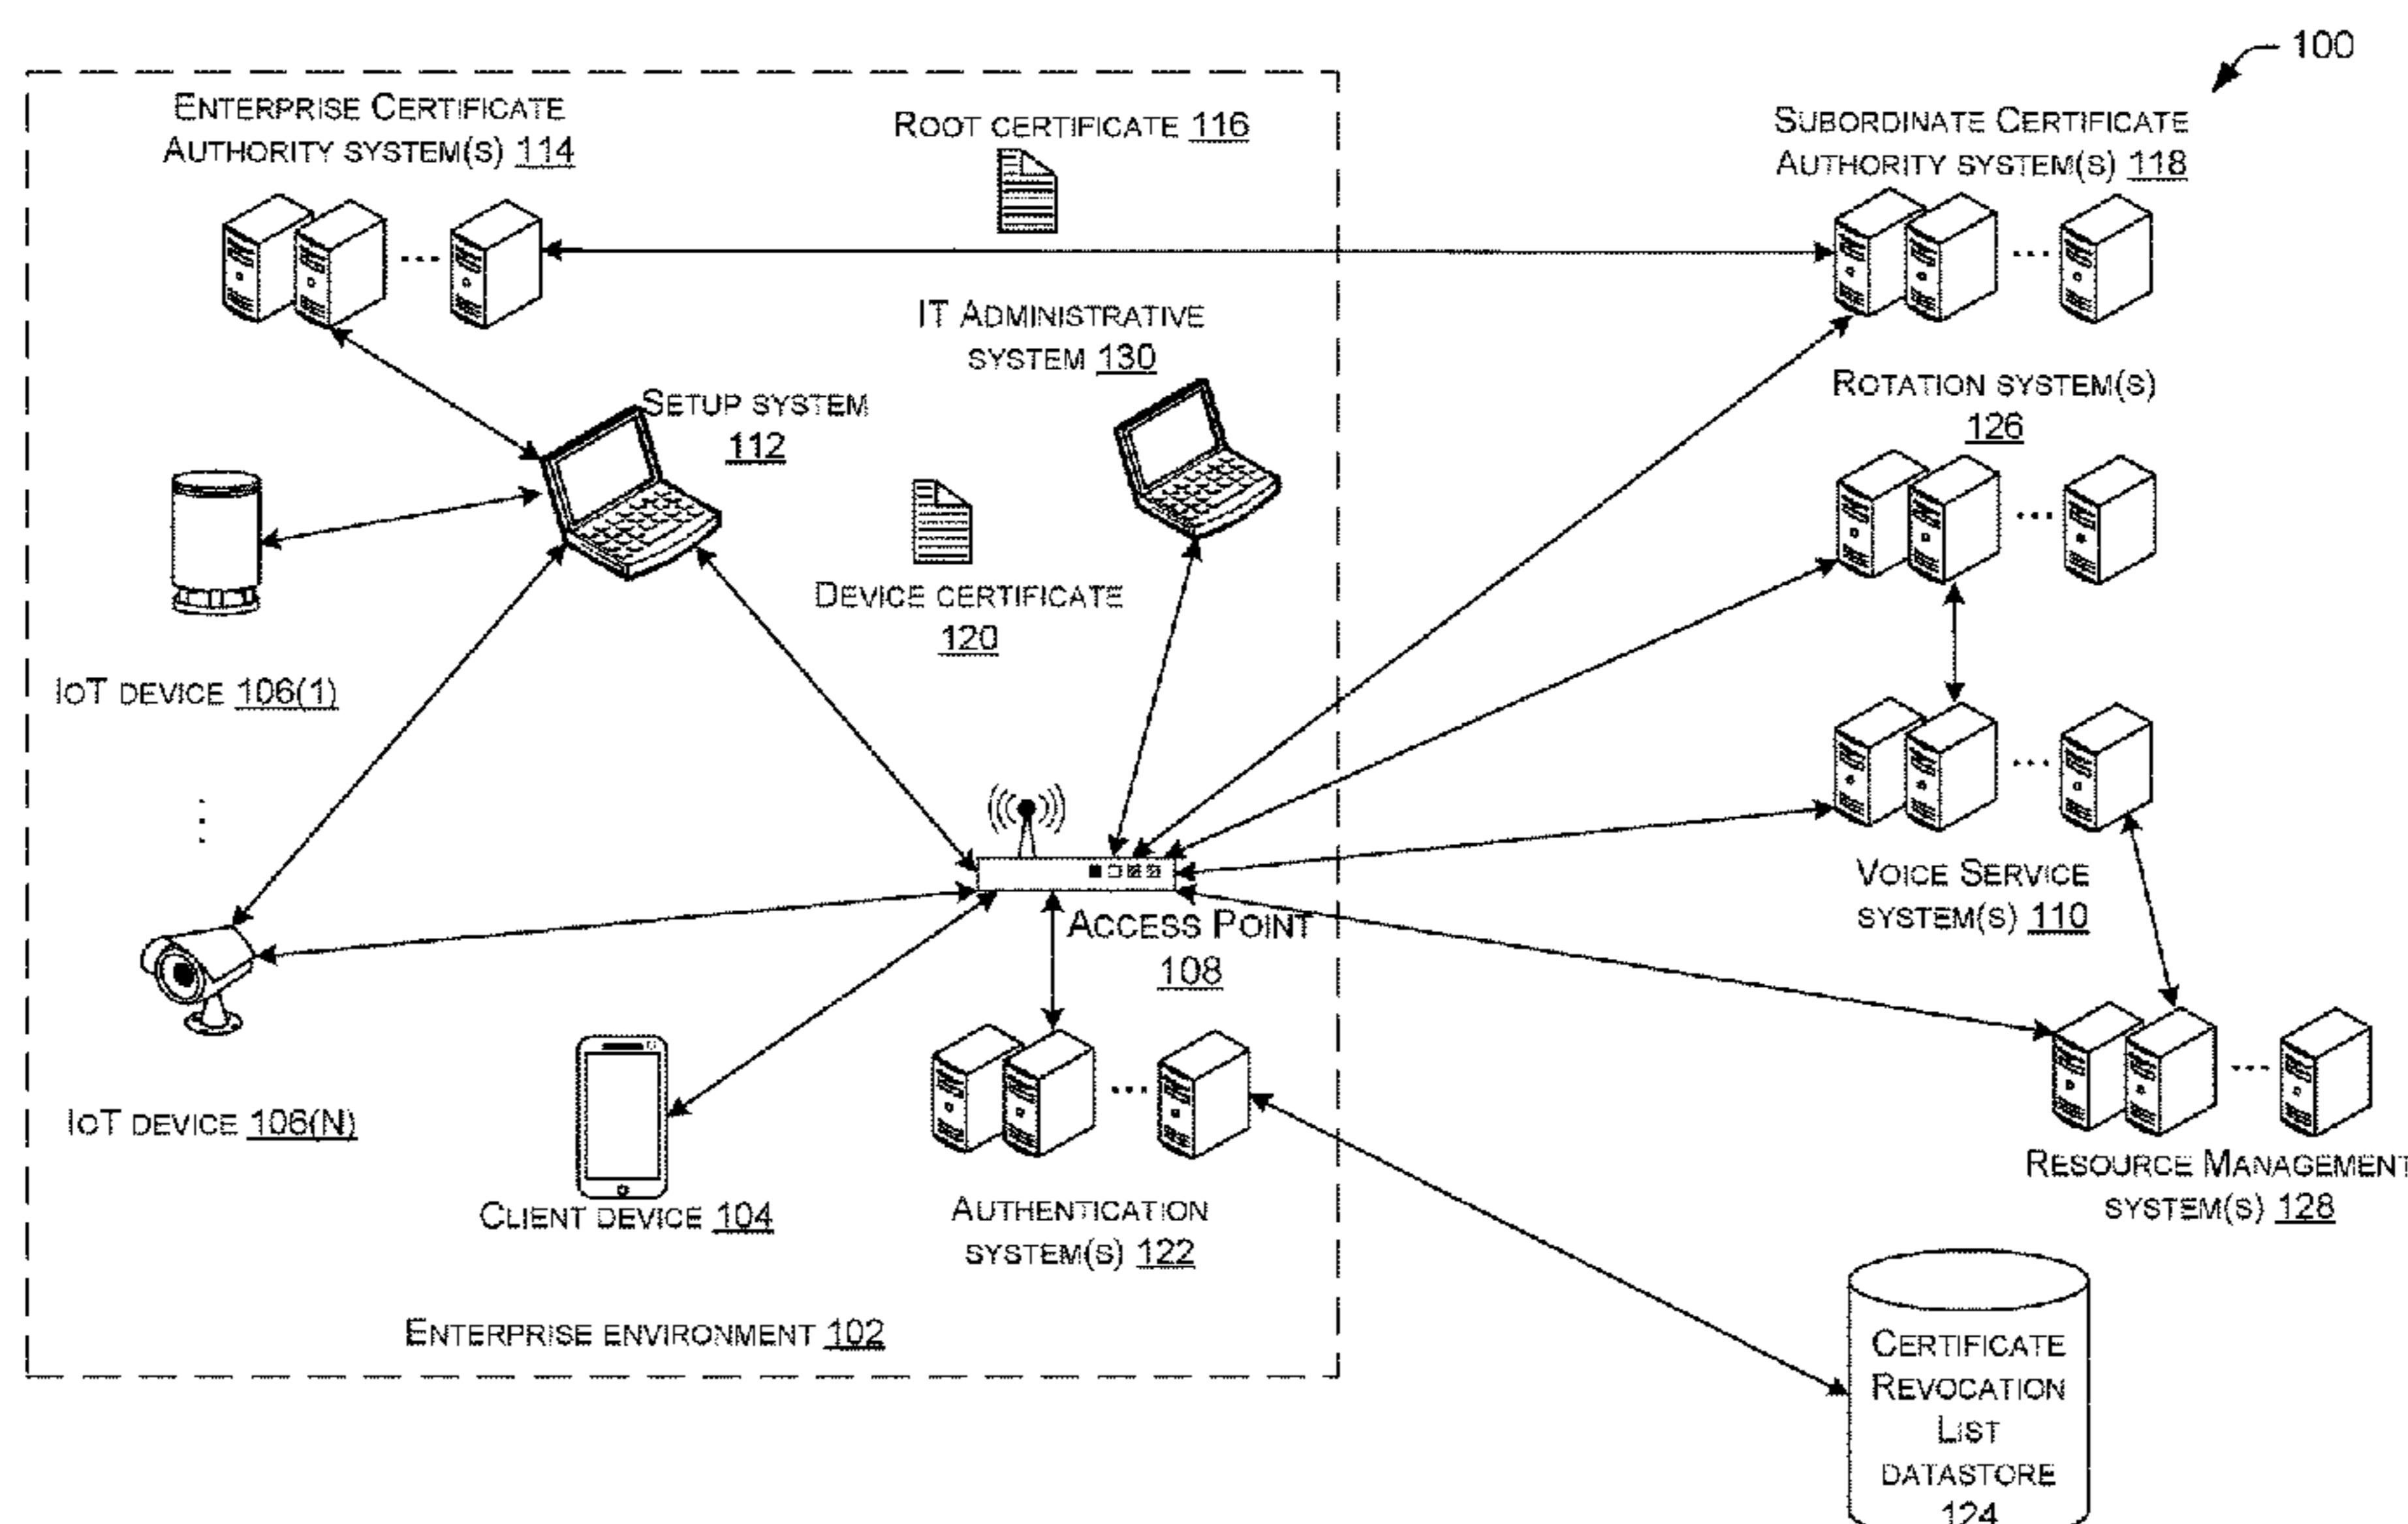 100
ENTERPRISE CERTIFICATE
AUTHORITY SYSTEM(S) 114
ROOT CERTIFICATE 116
SUBORDINATE CERTIFICATE
AUTHORITY SYSTEM(S) 118
IT ADMINISTRATIVE
SYSTEM 130
ROTATION SYSTEM(S)
126
SETUP SYSTEM
112
DEVICE CERTIFICATE
120
IOT DEVICE 106(1)
VOICE SERVICE
SYSTEM(S) 110
ACCESS POINT
108
IOT DEVICE 106(N)
CLIENT DEVICE 104
AUTHENTICATION
SYSTEM(S) 122
RESOURCE MANAGEMENT
SYSTEM(S) 128
ENTERPRISE ENVIRONMENT 102
CERTIFICATE
REVOCATION
LIST
DATASTORE
124